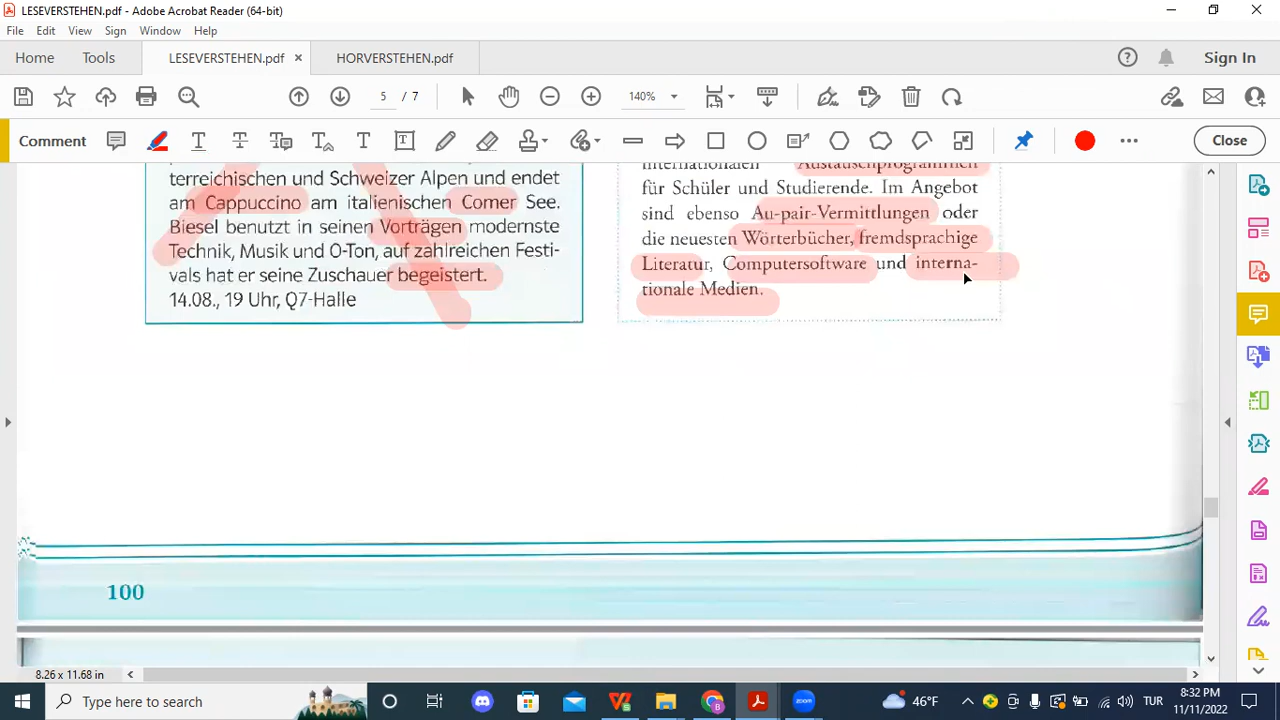 LESEVERSTEHEN.pdf - Adobe Acrobat Reader (64-bit)
File Edit View Sign Window Help
Home Tools LESEVERSTEHEN.pdf × HORVERSTEHEN.pdf Sign In
5 / 7 140%
Comment Close
terreichischen und Schweizer Alpen und endet
am Cappuccino am italienischen Comer See.
Biesel benutzt in seinen Vorträgen modernste
Technik, Musik und O-Ton, auf zahlreichen Festi-
vals hat er seine Zuschauer begeistert.
14.08., 19 Uhr, Q7-Halle
internationalen Austauschprogrammen
für Schüler und Studierende. Im Angebot
sind ebenso Au-pair-Vermittlungen oder
die neuesten Wörterbücher, fremdsprachige
Literatur, Computersoftware und interna-
tionale Medien.
100
8.26 x 11.68 in
Type here to search
46°F TUR 8:32 PM
11/11/2022